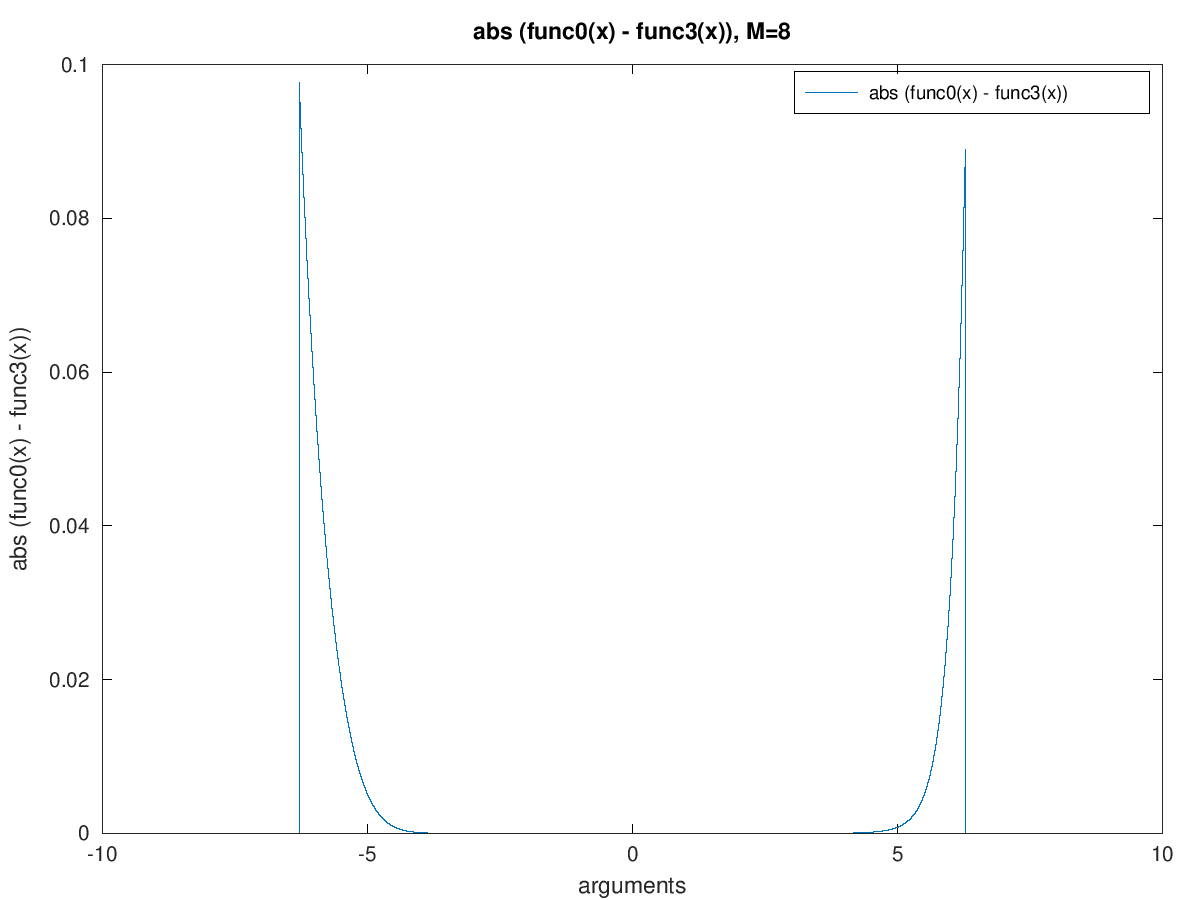 abs (func0(x) - func3(x)), M=8
abs (func0(x) - func3(x))
0.1
0.08
0.06
0.04
0.02
0
abs (func0(x) - func3(x))
-10
-5
0
5
10
arguments